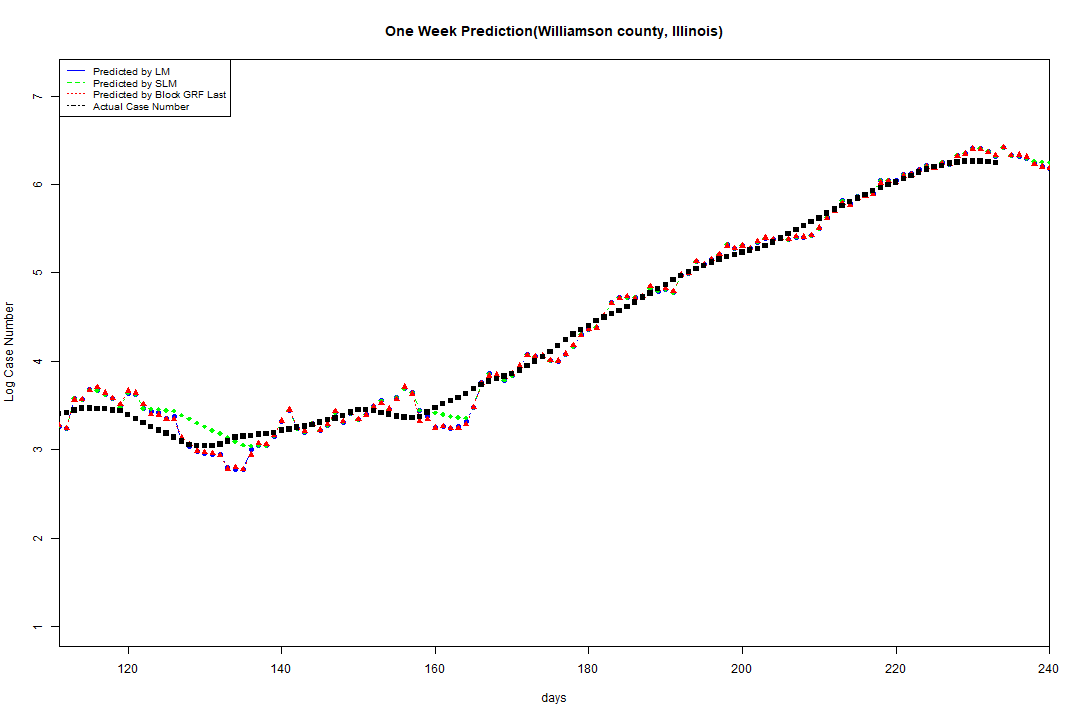 One Week Prediction(Williamson county, Illinois)
Predicted by LM
Predicted by SLM
Predicted by Block GRF Last
Actual Case Number
7
6
5
4
3
2
1
Log Case Number
120 140 160 180 200 220 240
days